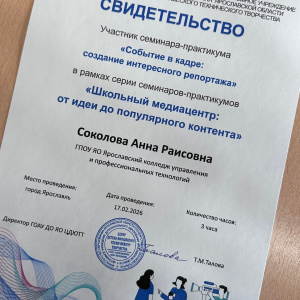 УЧРЕЖДЕНИЕ
ЯРОСЛАВСКОЙ ОБЛАСТИ
ТЕХНИЧЕСКОГО ТВОРЧЕСТВА
СВИДЕТЕЛЬСТВО
Участник семинара-практикума
«Событие в кадре:
создание интересного репортажа»
в рамках серии семинаров-практикумов
«Школьный медиацентр:
от идеи до популярного контента»
Соколова Анна Раисовна
ГПОУ ЯО Ярославский колледж управления
и профессиональных технологий
Место проведения:
город Ярославль
Дата проведения:
17.02.2026
Количество часов:
3 часа
Директор ГОАУ ДО ЯО ЦДЮТТ
Т.М.Талова